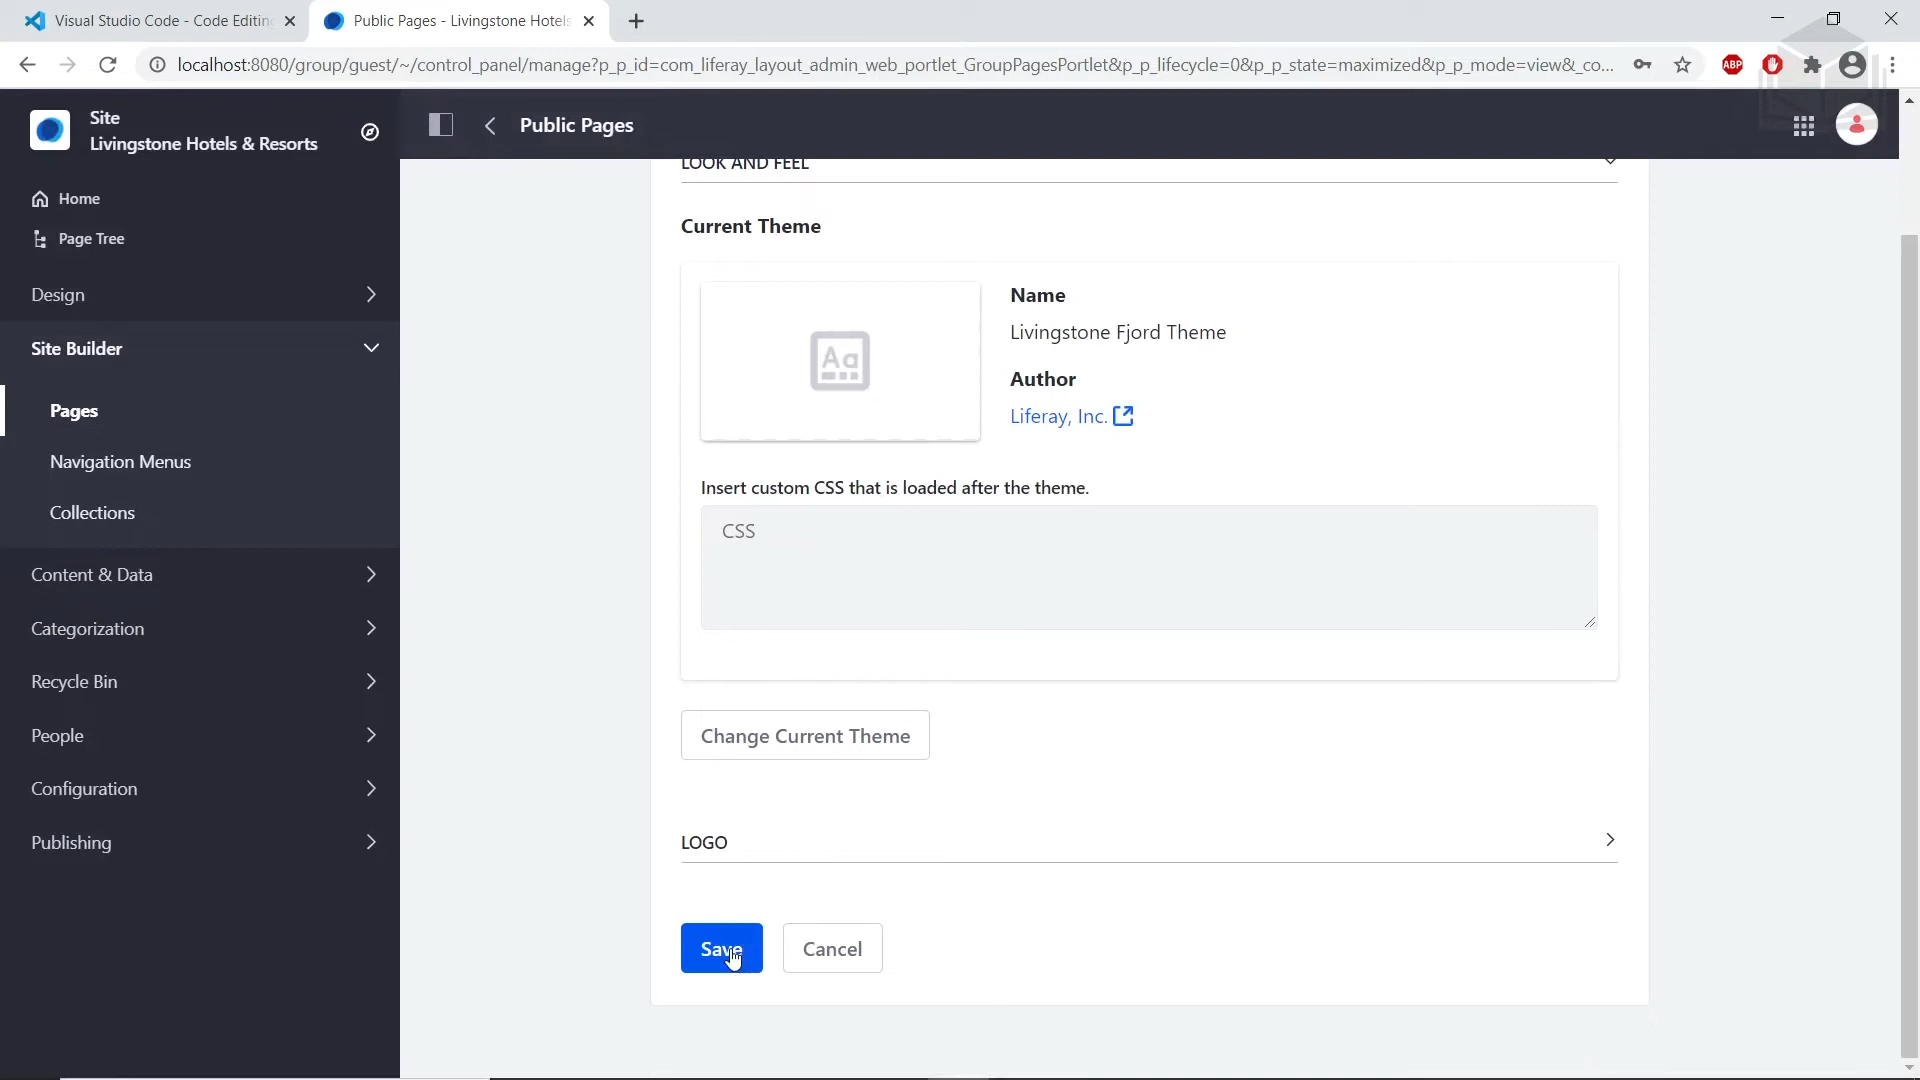 Visual Studio Code - Code Editin
Public Pages - Livingstone Hotels
localhost:8080/group/guest/~/control_panel/manage?p_p_id=com_liferay_layout_admin_web_portlet_GroupPagesPortlet&p_p_lifecycle=0&p_p_state=maximized&p_p_mode=view&_co...
ABP
Site
Livingstone Hotels & Resorts
Public Pages
Home
Page Tree
Design
Site Builder
Pages
Navigation Menus
Collections
Content & Data
Categorization
Recycle Bin
People
Configuration
Publishing
LOOK AND FEEL
Current Theme
Aa
Name
Livingstone Fjord Theme
Author
Liferay, Inc.
Insert custom CSS that is loaded after the theme.
CSS
Change Current Theme
LOGO
Save
Cancel